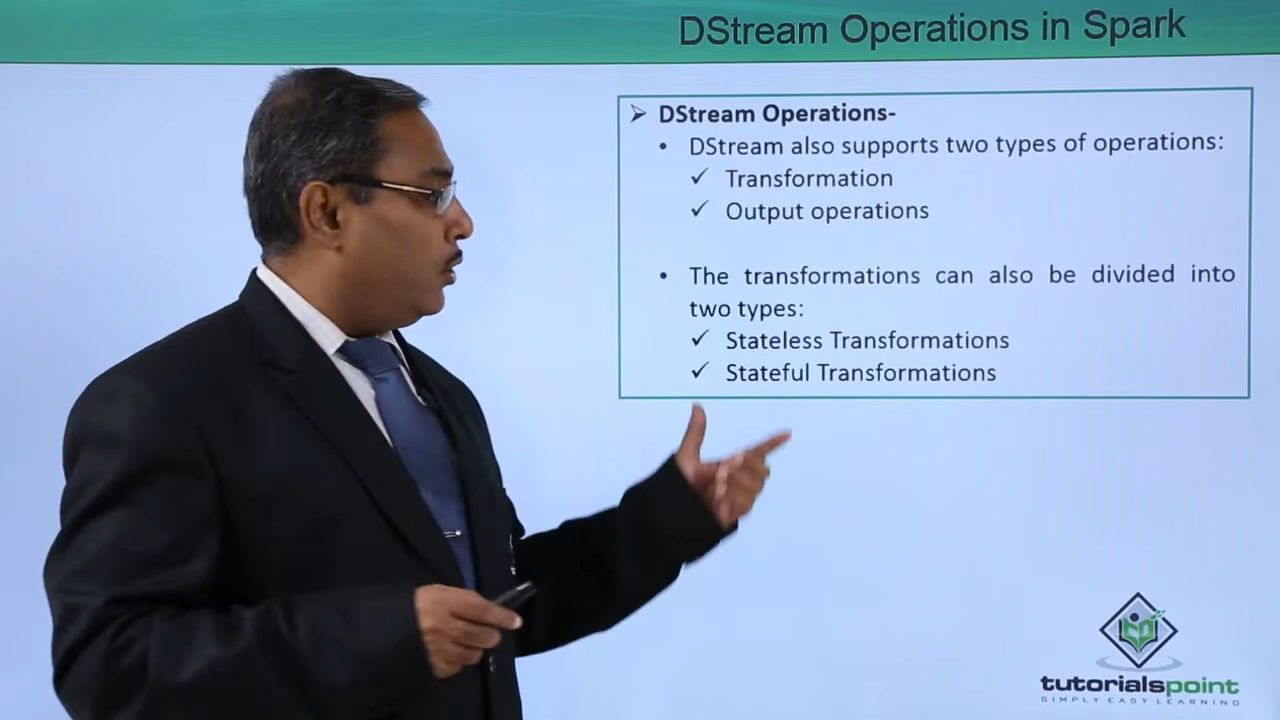 DStream Operations in Spark
➢ DStream Operations-
• DStream also supports two types of operations:
✓ Transformation
✓ Output operations
• The transformations can also be divided into
two types:
✓ Stateless Transformations
✓ Stateful Transformations
tutorialspoint
SIMPLY EASY LEARNING